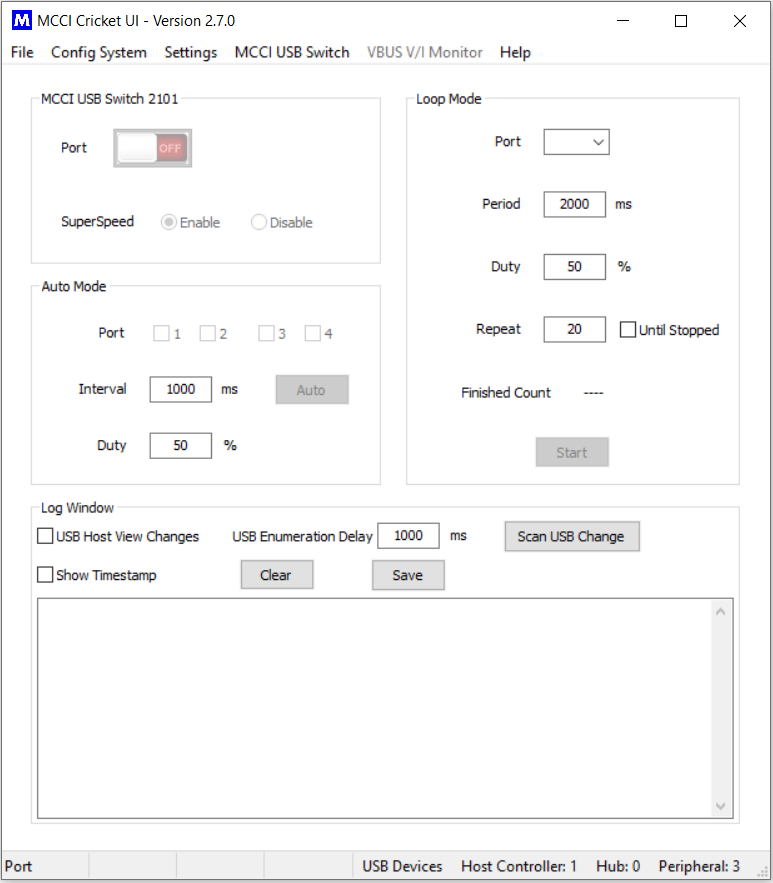 M MCCI Cricket UI - Version 2.7.0
File Config System Settings MCCI USB Switch VBUS V/I Monitor Help
MCCI USB Switch 2101
Port OFF
SuperSpeed Enable Disable
Auto Mode
Port 1 2 3 4
Interval 1000 ms Auto
Duty 50 %
Loop Mode
Port
Period 2000 ms
Duty 50 %
Repeat 20 Until Stopped
Finished Count ----
Start
Log Window
USB Host View Changes USB Enumeration Delay 1000 ms Scan USB Change
Show Timestamp Clear Save
Port USB Devices Host Controller: 1 Hub: 0 Peripheral: 3